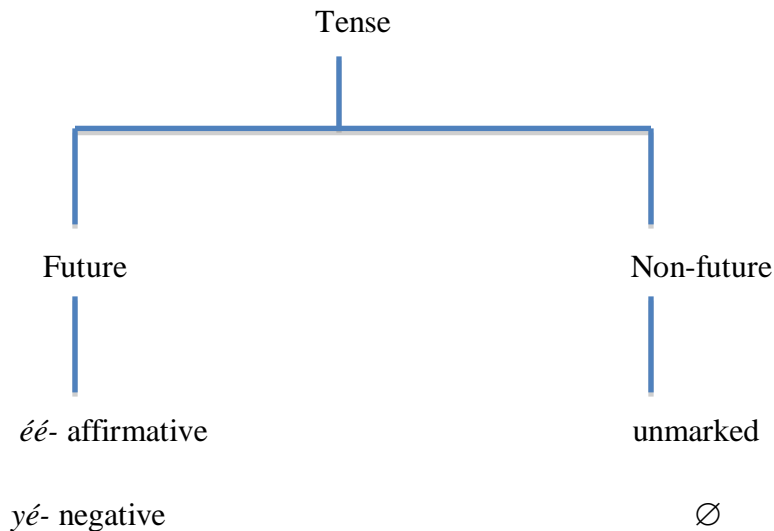 Tense
Future Non-future
éé- affirmative unmarked
yé- negative ∅